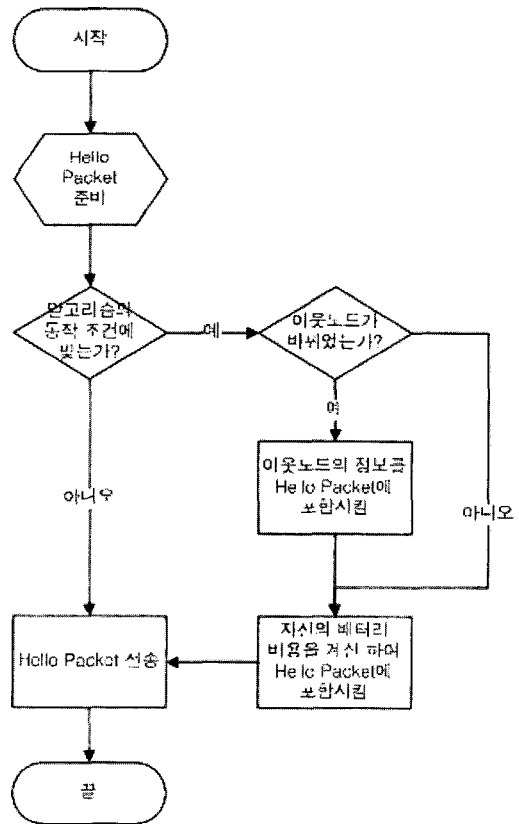 시작
Hello
Packet
준비
알고리즘의
동작 조건에
맞는가?
예
이웃노드가
바뀌었는가?
예
이웃노드의 정보를
Hello Packet에
포함시킴
아니오
아니오
자신의 배터리
비용을 계산 하여
Hello Packet에
포함시킴
Hello Packet 전송
끝